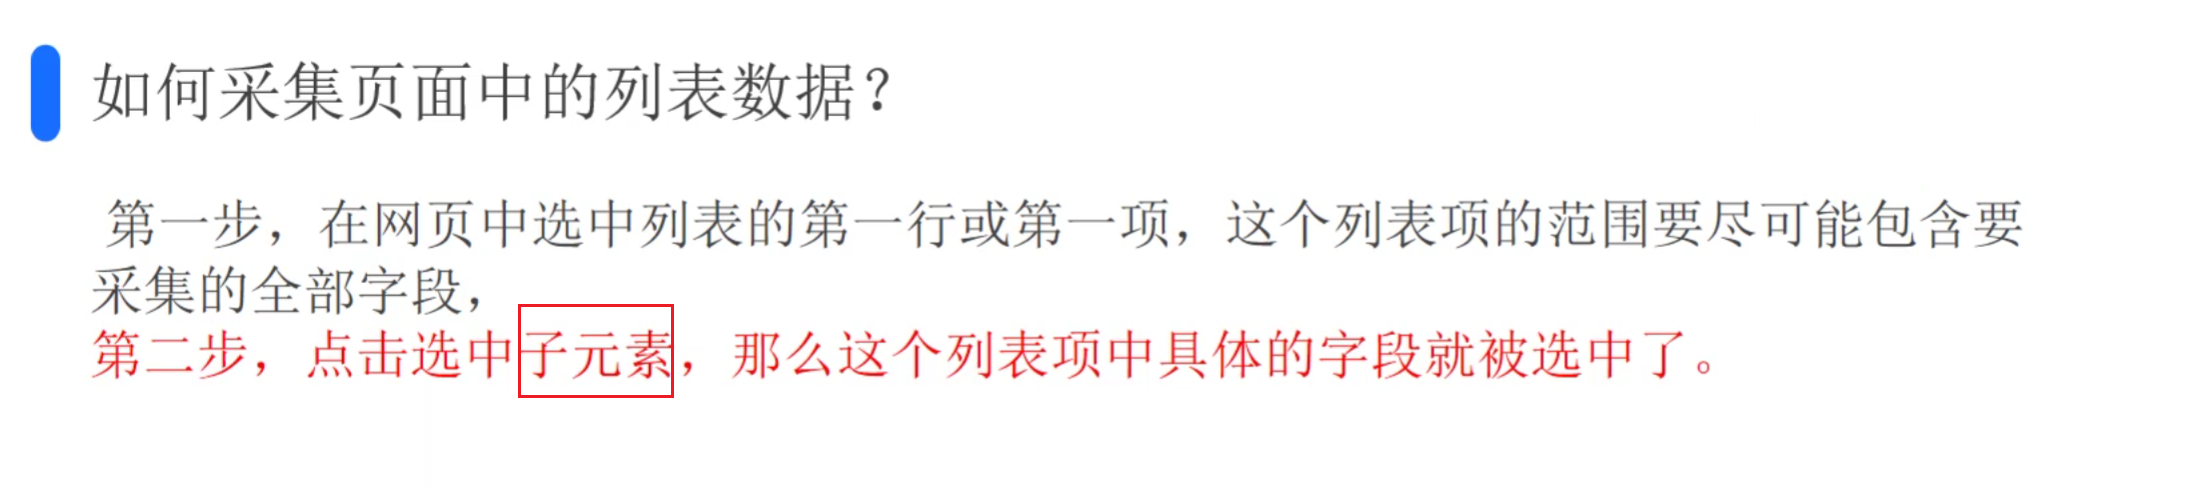 如何采集页面中的列表数据？
第一步，在网页中选中列表的第一行或第一项，这个列表项的范围要尽可能包含要
采集的全部字段，
第二步，点击选中子元素，那么这个列表项中具体的字段就被选中了。